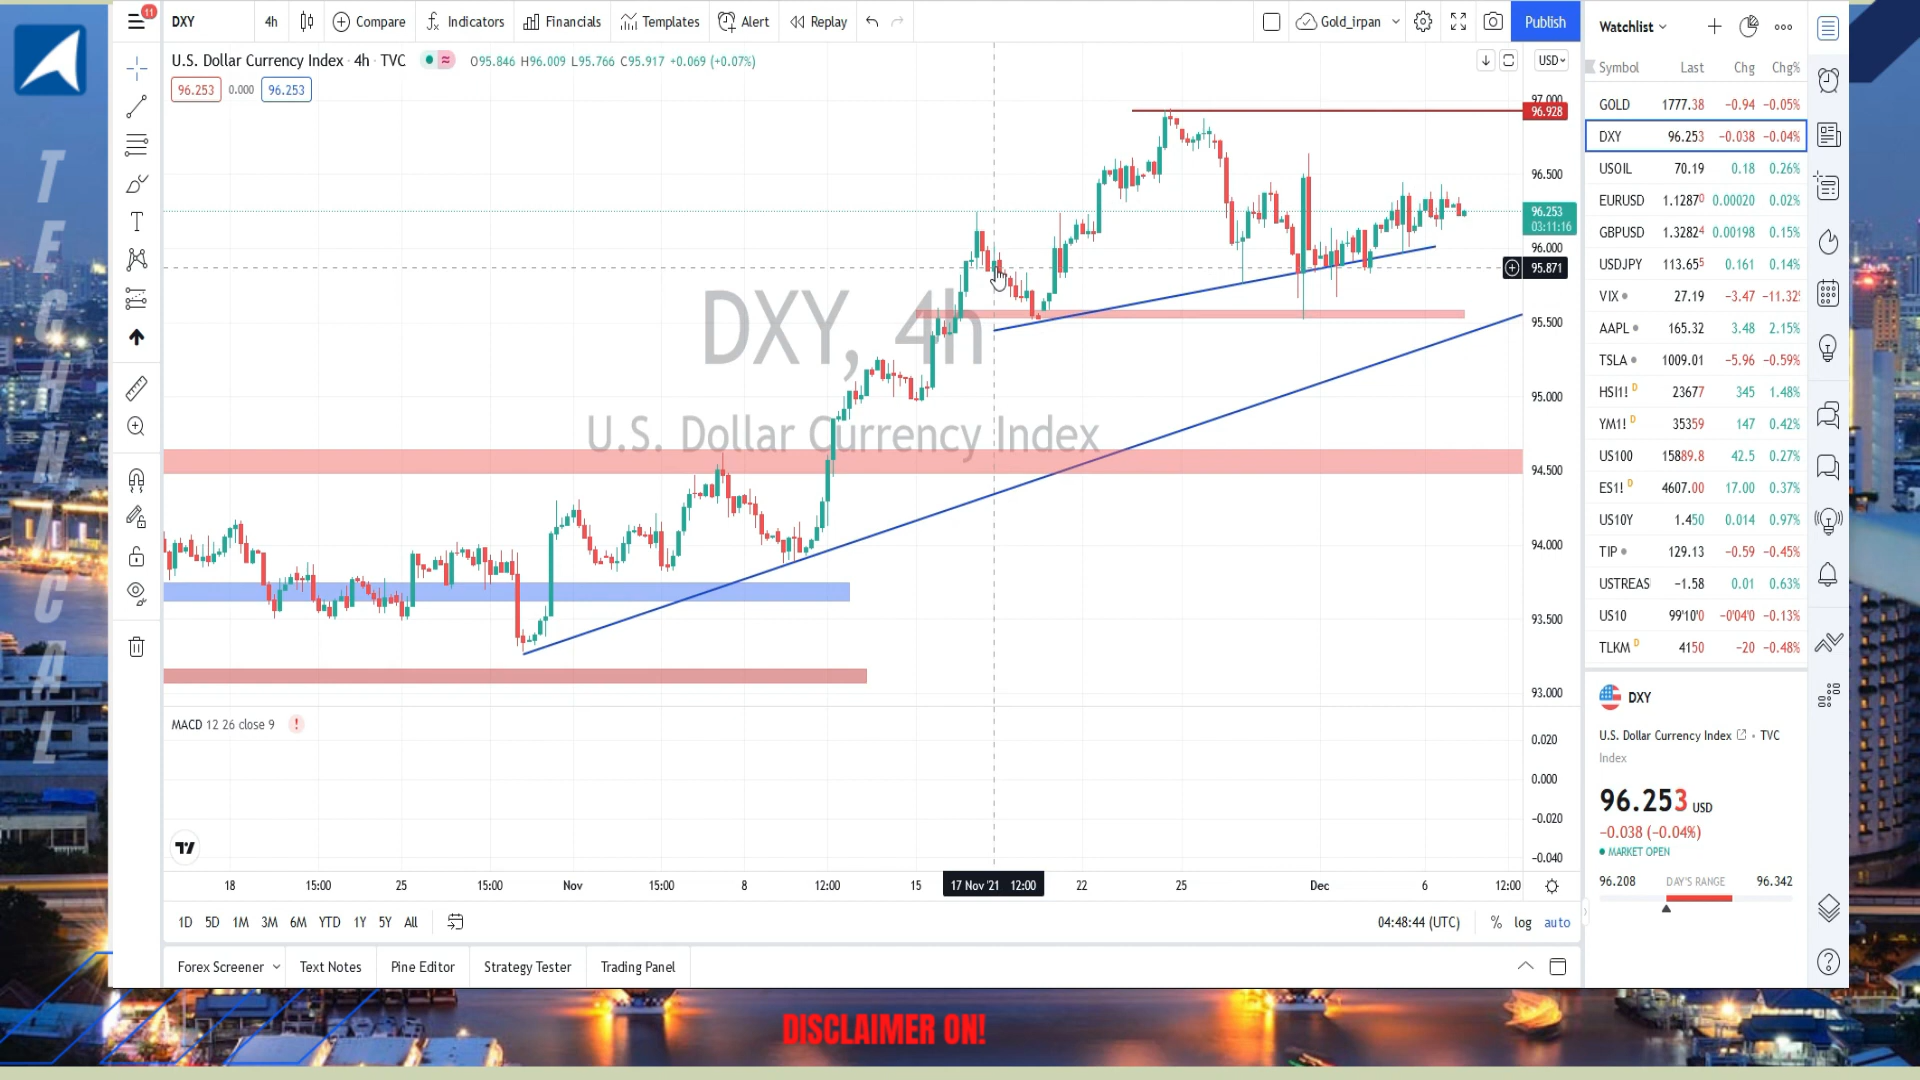 TECHNICAL
11
DXY
4h
Compare
Indicators
Financials
Templates
Alert
Replay
Gold_irpan
Publish
U.S. Dollar Currency Index · 4h · TVC
O95.846 H96.009 L95.766 C95.917 +0.069 (+0.07%)
96.253 0.000 96.253
USD
DXY, 4h
U.S. Dollar Currency Index
97.000
96.928
96.500
96.253
03:11:16
96.000
95.871
95.500
95.000
94.500
94.000
93.500
93.000
MACD 12 26 close 9 !
0.020
0.000
−0.020
−0.040
18 15:00 25 15:00 Nov 15:00 8 12:00 15 17 Nov '21 12:00 22 25 Dec 6 12:00
1D 5D 1M 3M 6M YTD 1Y 5Y All
04:48:44 (UTC) % log auto
Forex Screener Text Notes Pine Editor Strategy Tester Trading Panel
Watchlist
Symbol Last Chg Chg%
GOLD 1777.38 −0.94 −0.05%
DXY 96.253 −0.038 −0.04%
USOIL 70.19 0.18 0.26%
EURUSD 1.12870 0.00020 0.02%
GBPUSD 1.32824 0.00198 0.15%
USDJPY 113.655 0.161 0.14%
VIX 27.19 −3.47 −11.32
AAPL 165.32 3.48 2.15%
TSLA 1009.01 −5.96 −0.59%
HSI1! D 23677 345 1.48%
YM1! D 35359 147 0.42%
US100 15889.8 42.5 0.27%
ES1! D 4607.00 17.00 0.37%
US10Y 1.450 0.014 0.97%
TIP 129.13 −0.59 −0.45%
USTREAS −1.58 0.01 0.63%
US10 99'10'0 −0'04'0 −0.13%
TLKM D 4150 −20 −0.48%
DXY
U.S. Dollar Currency Index • TVC
Index
96.253 USD
−0.038 (−0.04%)
MARKET OPEN
96.208 DAY'S RANGE 96.342
DISCLAIMER ON!